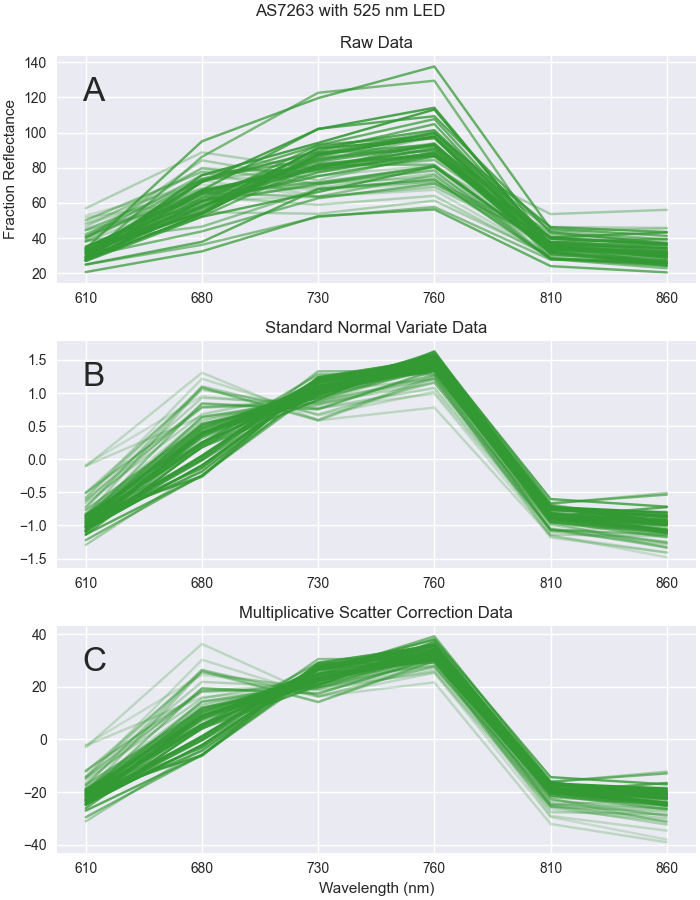 AS7263 with 525 nm LED
Raw Data
A
Fraction Reflectance
140
120
100
80
60
40
20
610 680 730 760 810 860
Standard Normal Variate Data
B
1.5
1.0
0.5
0.0
−0.5
−1.0
−1.5
610 680 730 760 810 860
Multiplicative Scatter Correction Data
C
40
20
0
−20
−40
610 680 730 760 810 860
Wavelength (nm)